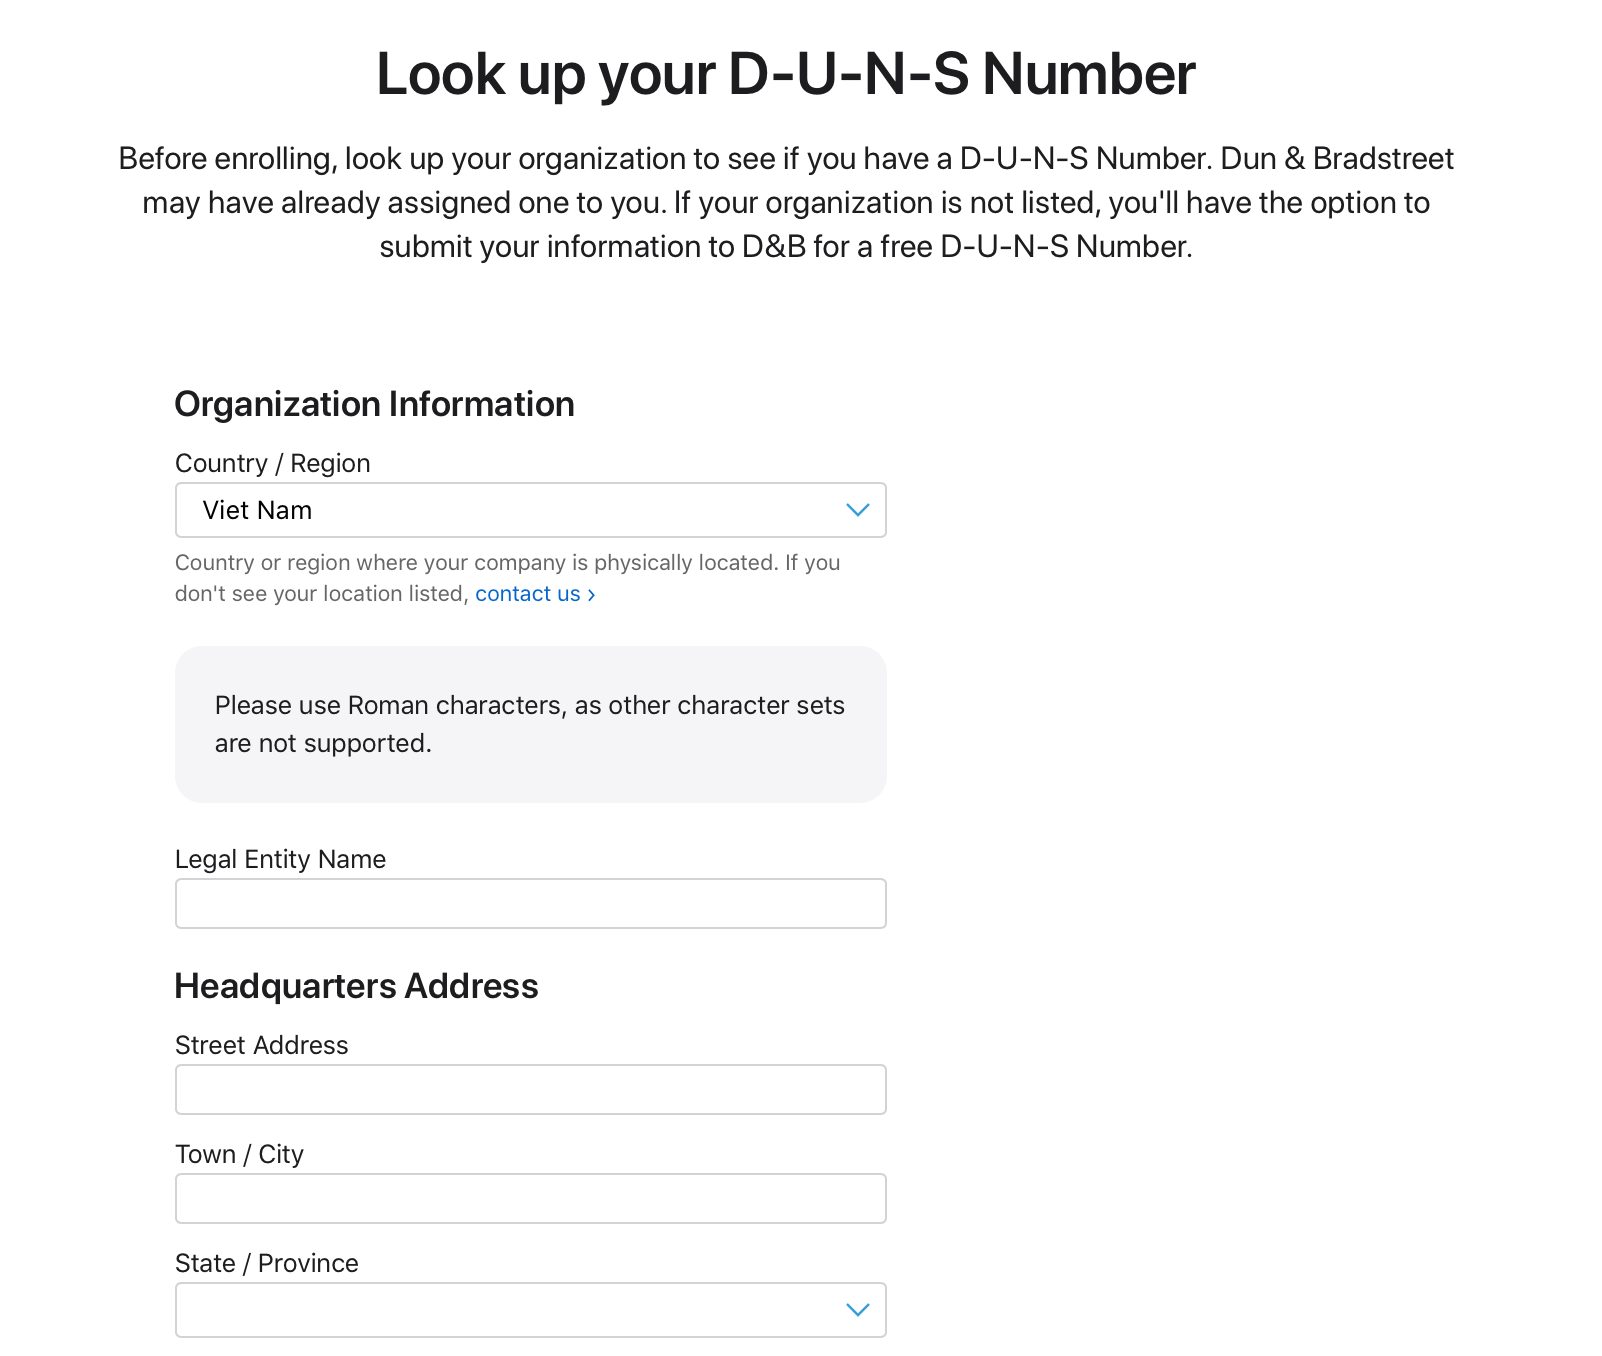 Look up your D-U-N-S Number
Before enrolling, look up your organization to see if you have a D-U-N-S Number. Dun & Bradstreet
may have already assigned one to you. If your organization is not listed, you'll have the option to
submit your information to D&B for a free D-U-N-S Number.
Organization Information
Country / Region
Viet Nam
Country or region where your company is physically located. If you
don't see your location listed, contact us ›
Please use Roman characters, as other character sets
are not supported.
Legal Entity Name
Headquarters Address
Street Address
Town / City
State / Province